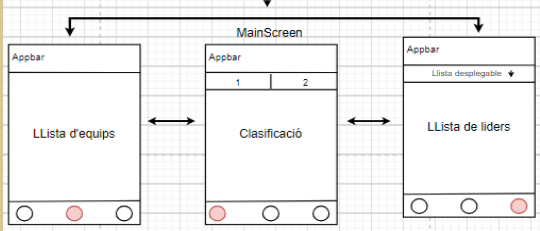 MainScreen
Appbar
LLista d'equips
Appbar
1 2
Clasificació
Appbar
Llista desplegable
LLista de liders